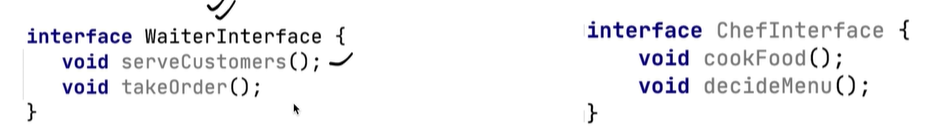 interface WaiterInterface {
void serveCustomers();
void takeOrder();
}
interface ChefInterface {
void cookFood();
void decideMenu();
}